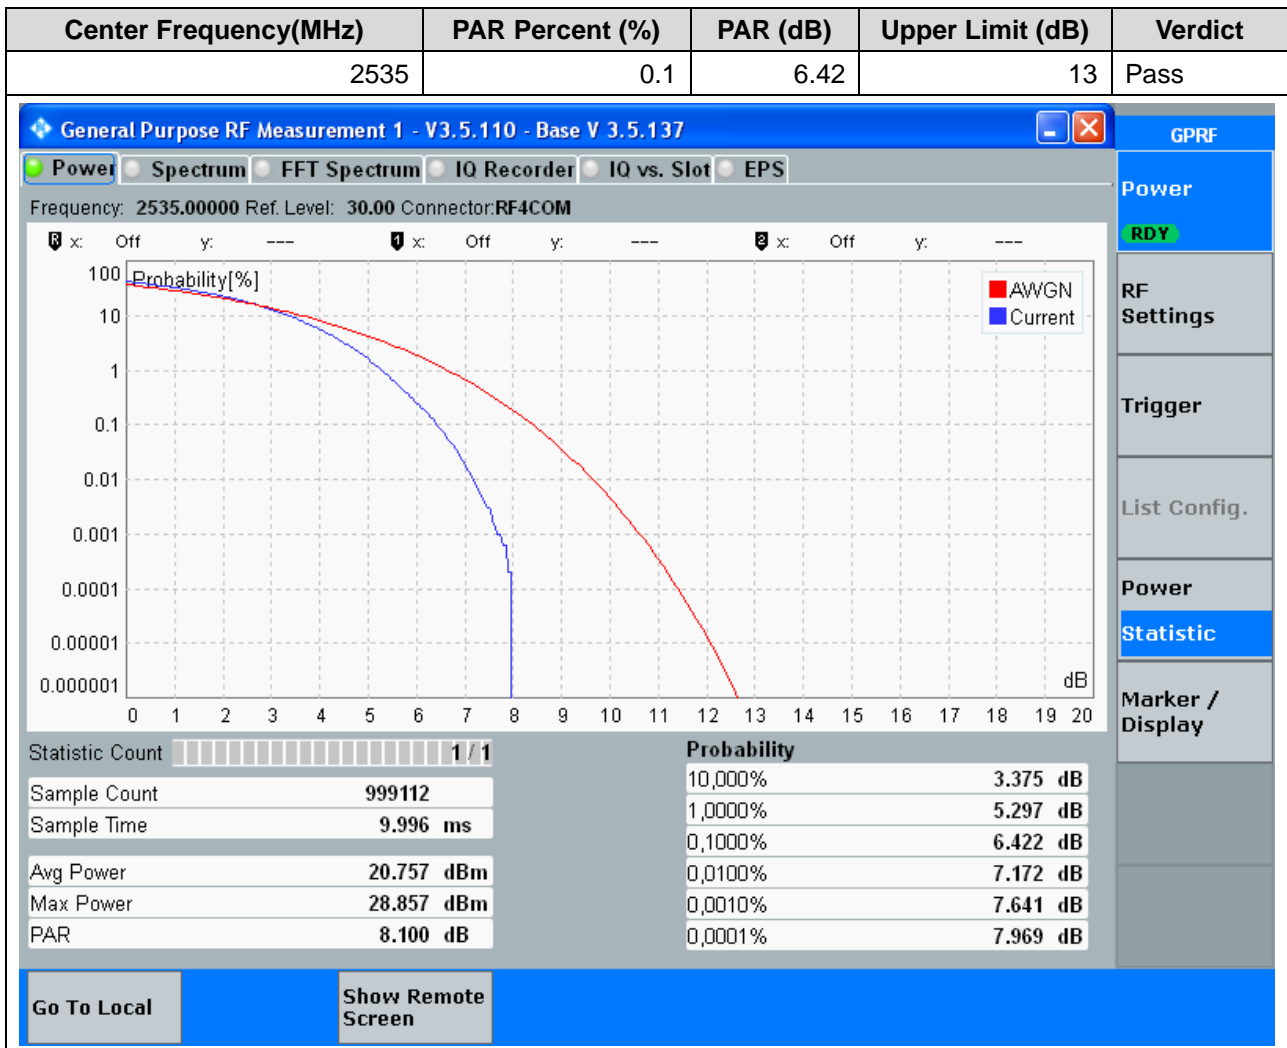 Center Frequency(MHz) PAR Percent (%) PAR (dB) Upper Limit (dB) Verdict
2535 0.1 6.42 13 Pass
General Purpose RF Measurement 1 - V3.5.110 - Base V 3.5.137
GPRF
Power Spectrum FFT Spectrum IQ Recorder IQ vs. Slot EPS
Power
RDY
Frequency: 2535.00000 Ref. Level: 30.00 Connector:RF4COM
R x: Off y: --- 1 x: Off y: --- 2 x: Off y: ---
Probability[%]
AWGN
Current
100
10
1
0.1
0.01
0.001
0.0001
0.00001
0.000001
dB
0 1 2 3 4 5 6 7 8 9 10 11 12 13 14 15 16 17 18 19 20
RF
Settings
Trigger
List Config.
Power
Statistic
Marker /
Display
Statistic Count 1 / 1
Sample Count 999112
Sample Time 9.996 ms
Avg Power 20.757 dBm
Max Power 28.857 dBm
PAR 8.100 dB
Probability
10,000% 3.375 dB
1,0000% 5.297 dB
0,1000% 6.422 dB
0,0100% 7.172 dB
0,0010% 7.641 dB
0,0001% 7.969 dB
Go To Local
Show Remote
Screen